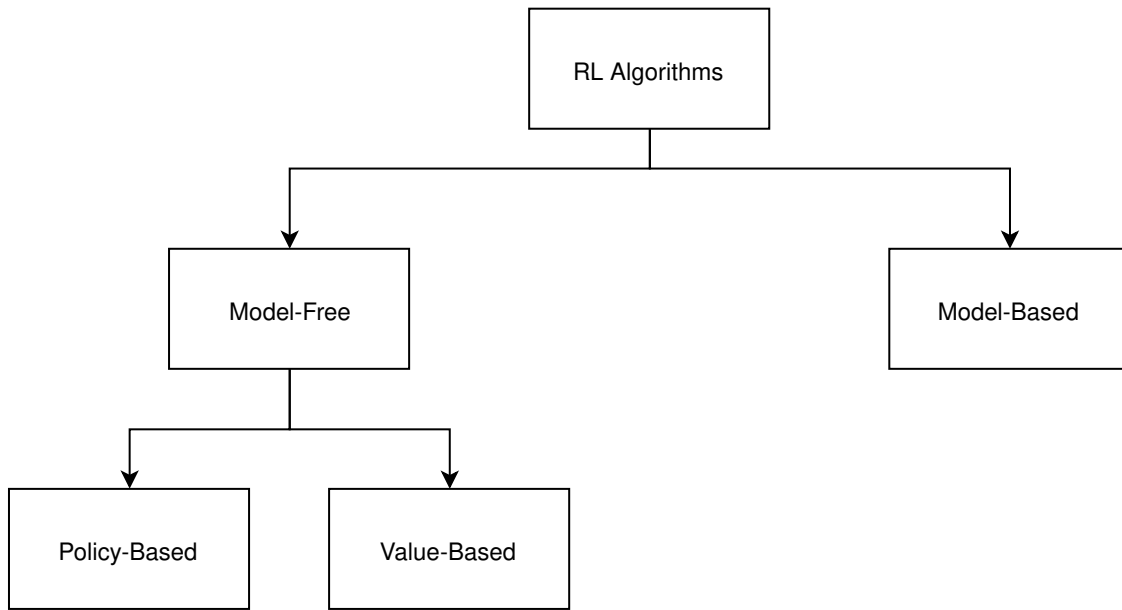 RL Algorithms
Model-Free
Model-Based
Policy-Based
Value-Based